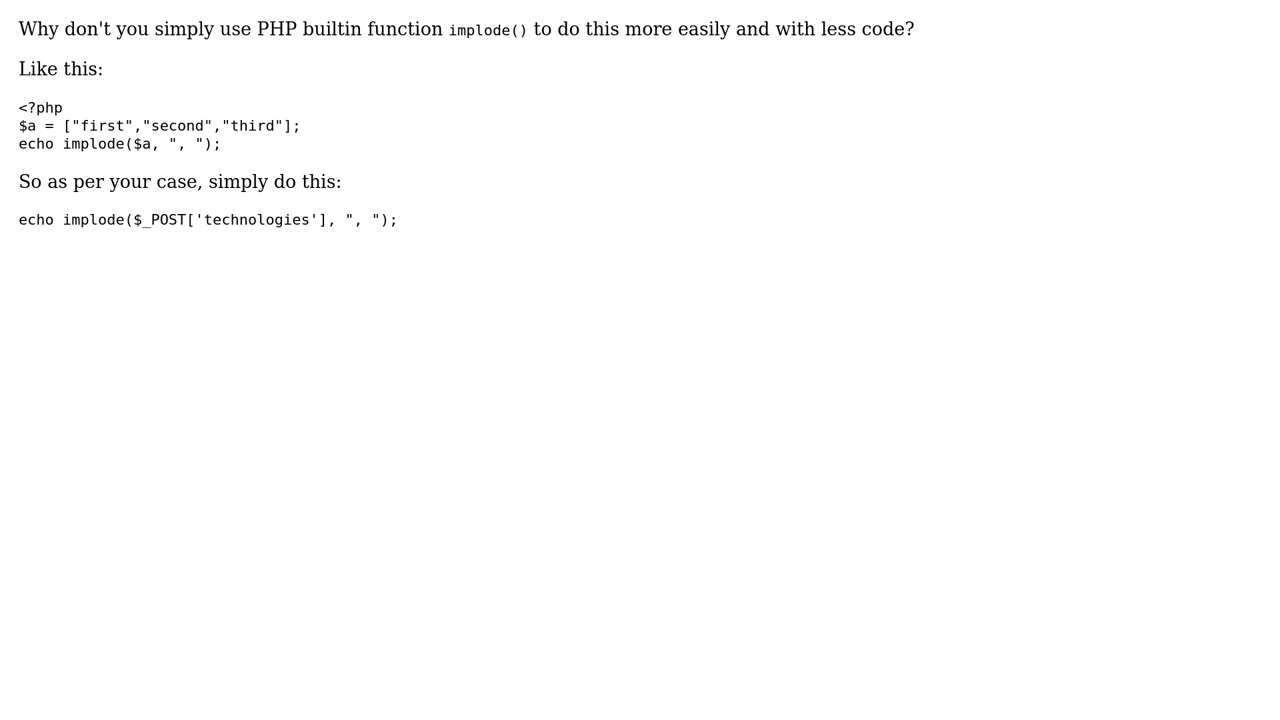 Why don't you simply use PHP builtin function implode() to do this more easily and with less code?
Like this:
<?php
$a = ["first","second","third"];
echo implode($a, ", ");
So as per your case, simply do this:
echo implode($_POST['technologies'], ", ");